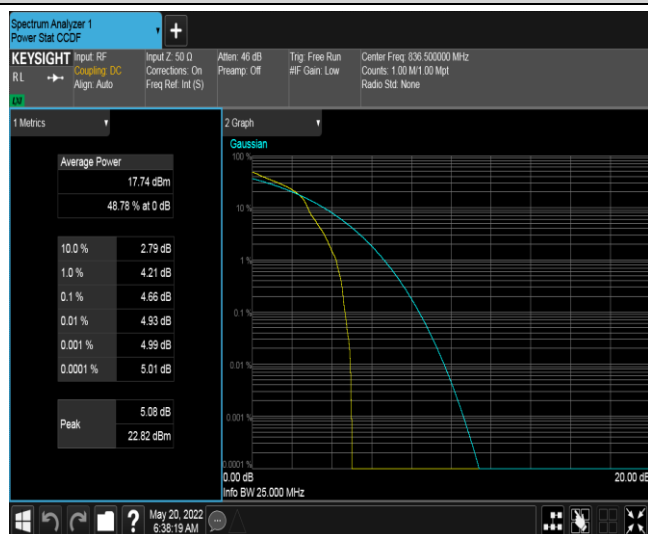 Spectrum Analyzer 1
Power Stat CCDF
KEYSIGHT
Input: RF
Coupling: DC
Align: Auto
Input Z: 50 Ω
Corrections: On
Freq Ref: Int (S)
Atten: 46 dB
Preamp: Off
Trig: Free Run
#IF Gain: Low
Center Freq: 836.500000 MHz
Counts: 1.00 M/1.00 Mpt
Radio Std: None
RL
LXI
1 Metrics
Average Power
17.74 dBm
48.78 % at 0 dB
10.0 % 2.79 dB
1.0 % 4.21 dB
0.1 % 4.66 dB
0.01 % 4.93 dB
0.001 % 4.99 dB
0.0001 % 5.01 dB
Peak
5.08 dB
22.82 dBm
2 Graph
Gaussian
100 %
10 %
1 %
0.1 %
0.01 %
0.001 %
0.0001 %
0.00 dB
20.00 dB
Info BW 25.000 MHz
?
May 20, 2022
6:38:19 AM